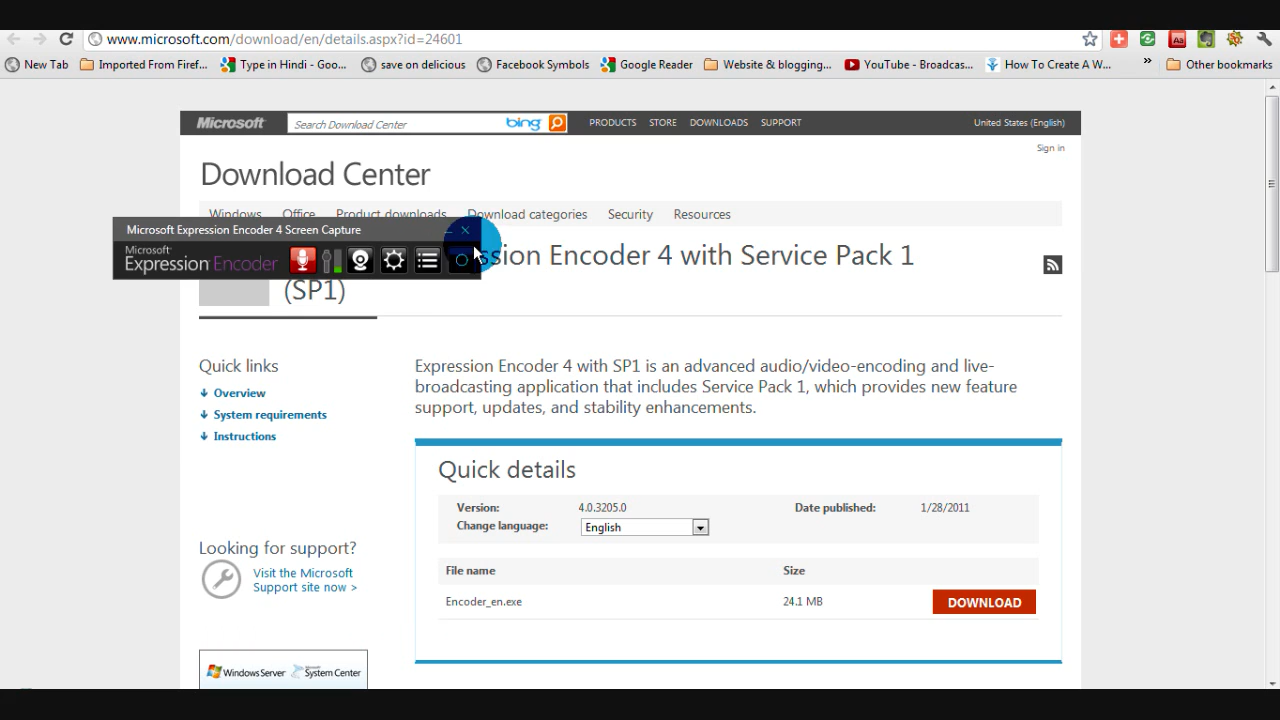 www.microsoft.com/download/en/details.aspx?id=24601
New Tab Imported From Firef... Type in Hindi - Goo... save on delicious Facebook Symbols Google Reader Website & blogging... YouTube - Broadcas... How To Create A W... » Other bookmarks
Microsoft Search Download Center bing PRODUCTS STORE DOWNLOADS SUPPORT United States (English)
Sign in
Download Center
Windows Office Product downloads Download categories Security Resources
Microsoft Expression Encoder 4 Screen Capture
Microsoft
Expression Encoder
ssion Encoder 4 with Service Pack 1
(SP1)
Quick links
Overview
System requirements
Instructions
Expression Encoder 4 with SP1 is an advanced audio/video-encoding and live-
broadcasting application that includes Service Pack 1, which provides new feature
support, updates, and stability enhancements.
Quick details
Version: 4.0.3205.0 Date published: 1/28/2011
Change language: English
File name Size
Encoder_en.exe 24.1 MB DOWNLOAD
Looking for support?
Visit the Microsoft
Support site now >
Windows Server Microsoft System Center